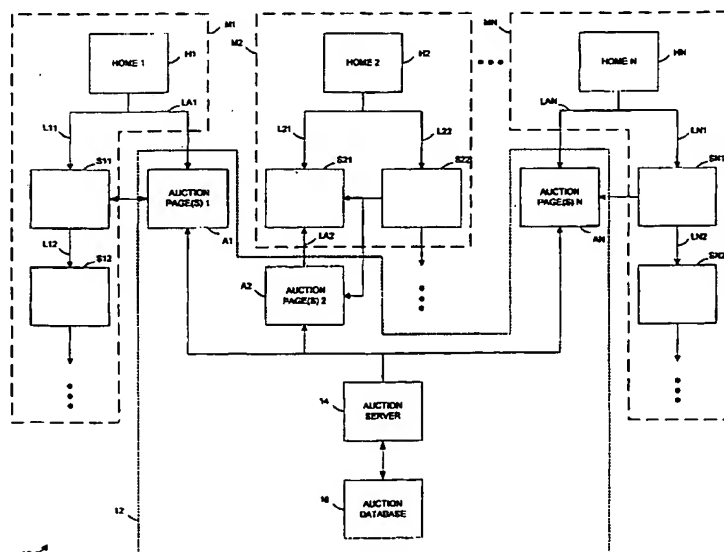 M1
HOME 1
H1
LA1
L11
S11
AUCTION
PAGE(S) 1
A1
L12
S12
M2
HOME 2
H2
L21
L22
S21
S22
LA2
A2
AUCTION
PAGE(S) 2
MN
HOME N
HN
LAN
LN1
SN1
AUCTION
PAGE(S) N
AN
LN2
SN2
14
AUCTION
SERVER
16
AUCTION
DATABASE
12